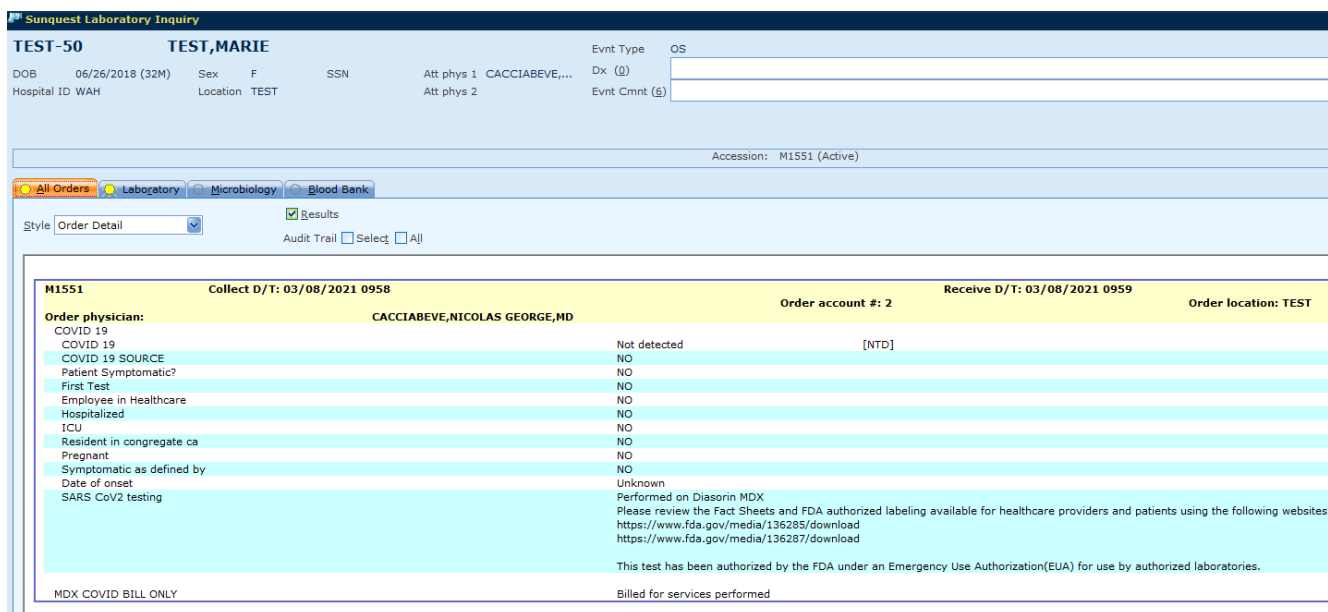 Sunquest Laboratory Inquiry
TEST-50 TEST,MARIE
Evnt Type OS
DOB 06/26/2018 (32M) Sex F SSN Att phys 1 CACCIABEVE,... Dx (0)
Hospital ID WAH Location TEST Att phys 2 Evnt Cmnt (6)
Accession: M1551 (Active)
All Orders Laboratory Microbiology Blood Bank
Results
Style Order Detail
Audit Trail Select All
M1551 Collect D/T: 03/08/2021 0958 Receive D/T: 03/08/2021 0959
Order account #: 2 Order location: TEST
Order physician: CACCIABEVE,NICOLAS GEORGE,MD
COVID 19
COVID 19 Not detected [NTD]
COVID 19 SOURCE NO
Patient Symptomatic? NO
First Test NO
Employee in Healthcare NO
Hospitalized NO
ICU NO
Resident in congregate ca NO
Pregnant NO
Symptomatic as defined by NO
Date of onset Unknown
SARS CoV2 testing Performed on Diasorin MDX
Please review the Fact Sheets and FDA authorized labeling available for healthcare providers and patients using the following websites
https://www.fda.gov/media/136285/download
https://www.fda.gov/media/136287/download
This test has been authorized by the FDA under an Emergency Use Authorization(EUA) for use by authorized laboratories.
MDX COVID BILL ONLY Billed for services performed